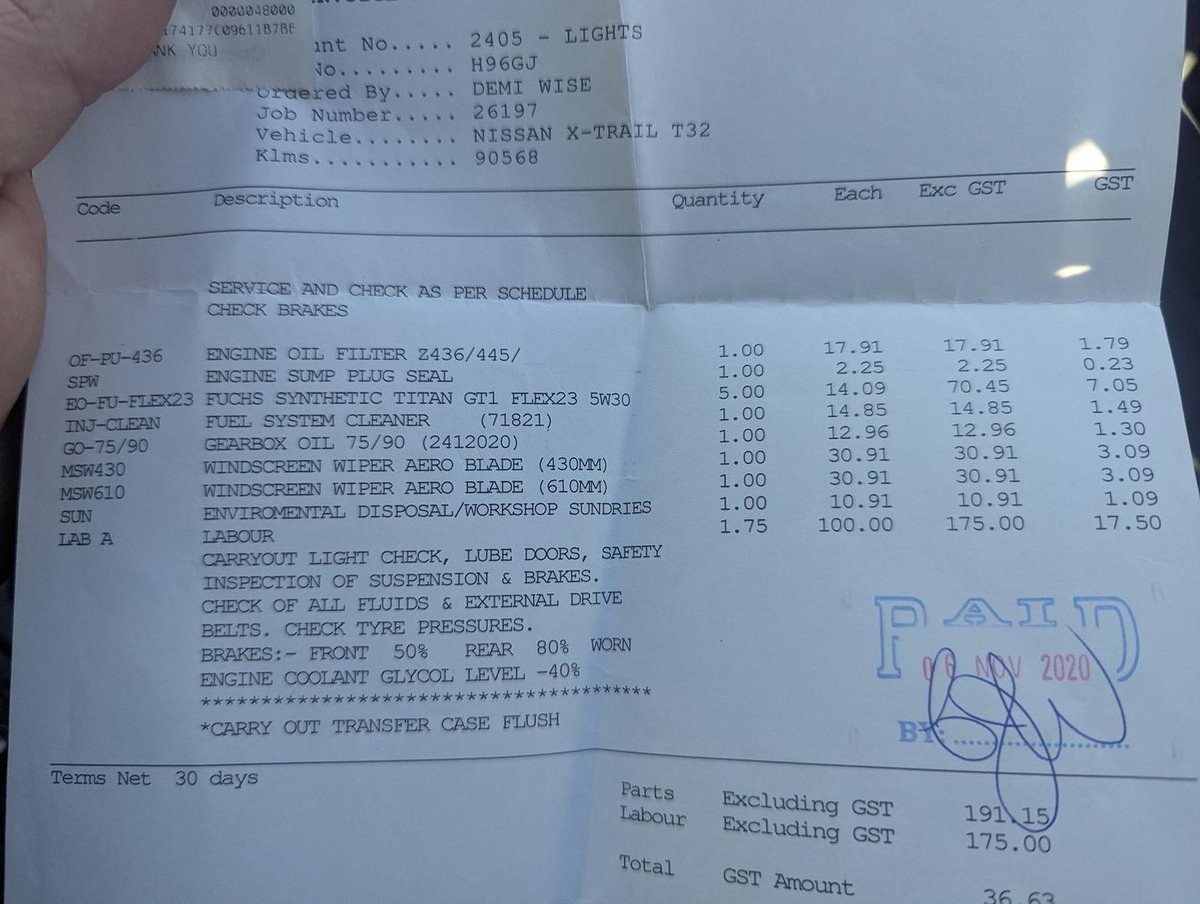 0000048000
74177C09611B7BE
NK YOU
unt No..... 2405 - LIGHTS
No......... H96GJ
Ordered By..... DEMI WISE
Job Number..... 26197
Vehicle........ NISSAN X-TRAIL T32
Klms........... 90568
Code Description Quantity Each Exc GST GST
SERVICE AND CHECK AS PER SCHEDULE
CHECK BRAKES
OF-PU-436 ENGINE OIL FILTER Z436/445/ 1.00 17.91 17.91 1.79
SPW ENGINE SUMP PLUG SEAL 1.00 2.25 2.25 0.23
EO-FU-FLEX23 FUCHS SYNTHETIC TITAN GT1 FLEX23 5W30 5.00 14.09 70.45 7.05
INJ-CLEAN FUEL SYSTEM CLEANER (71821) 1.00 14.85 14.85 1.49
GO-75/90 GEARBOX OIL 75/90 (2412020) 1.00 12.96 12.96 1.30
MSW430 WINDSCREEN WIPER AERO BLADE (430MM) 1.00 30.91 30.91 3.09
MSW610 WINDSCREEN WIPER AERO BLADE (610MM) 1.00 30.91 30.91 3.09
SUN ENVIROMENTAL DISPOSAL/WORKSHOP SUNDRIES 1.00 10.91 10.91 1.09
LAB A LABOUR 1.75 100.00 175.00 17.50
CARRYOUT LIGHT CHECK, LUBE DOORS, SAFETY
INSPECTION OF SUSPENSION & BRAKES.
CHECK OF ALL FLUIDS & EXTERNAL DRIVE
BELTS. CHECK TYRE PRESSURES.
BRAKES:- FRONT 50% REAR 80% WORN
ENGINE COOLANT GLYCOL LEVEL -40%
*****************************************
*CARRY OUT TRANSFER CASE FLUSH
PAID
06 NOV 2020
BY:
Terms Net 30 days
Parts Excluding GST 191.15
Labour Excluding GST 175.00
Total GST Amount 36.63